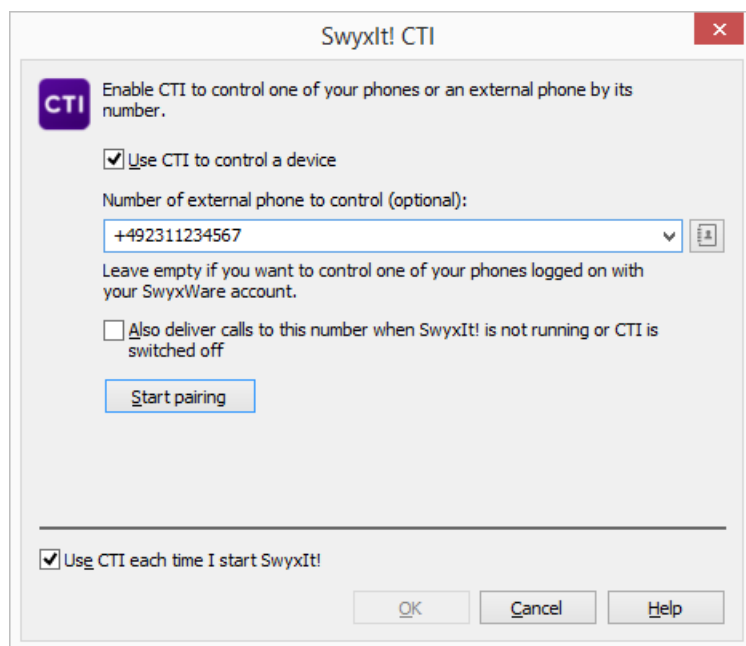 SwyxIt! CTI
CTI
Enable CTI to control one of your phones or an external phone by its
number.
Use CTI to control a device
Number of external phone to control (optional):
+492311234567
Leave empty if you want to control one of your phones logged on with
your SwyxWare account.
Also deliver calls to this number when SwyxIt! is not running or CTI is
switched off
Start pairing
Use CTI each time I start SwyxIt!
OK
Cancel
Help